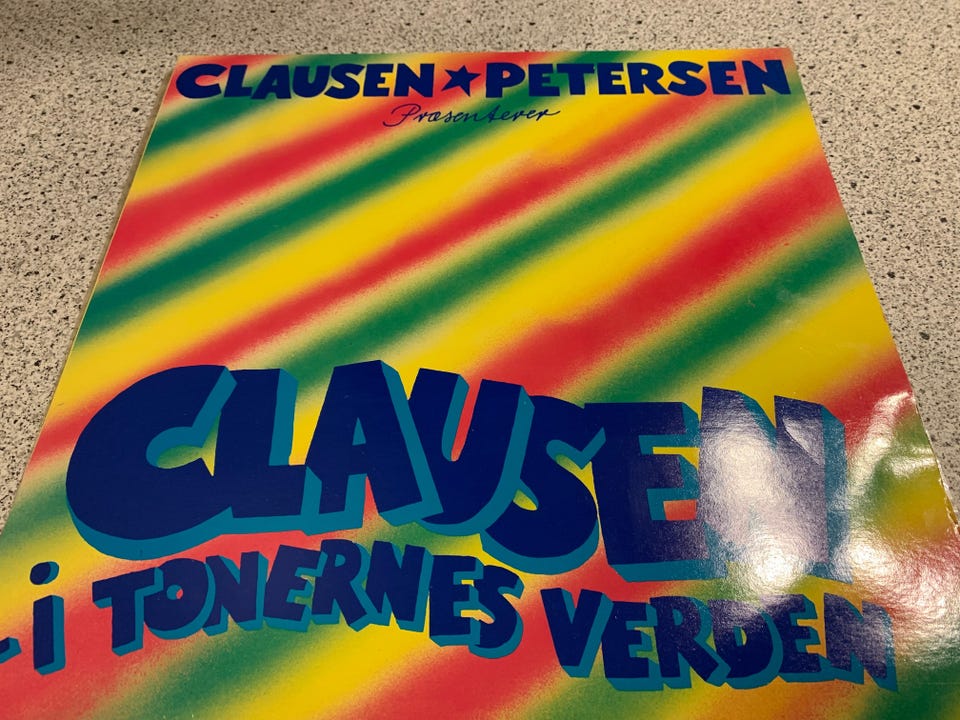 CLAUSEN★PETERSEN
Præsenterer
CLAUSEN
- i TONERNES VERDEN